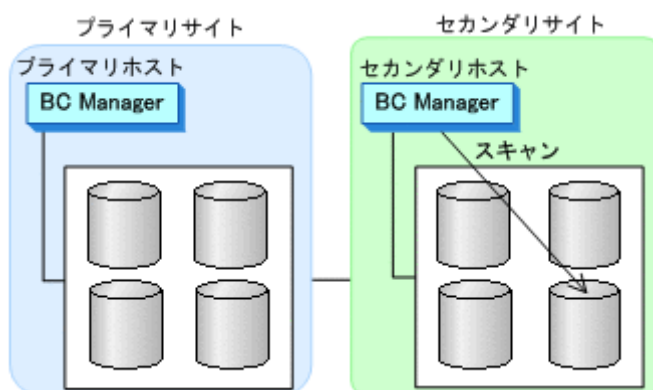 プライマリサイト
プライマリホスト
BC Manager
セカンダリサイト
セカンダリホスト
BC Manager
スキャン